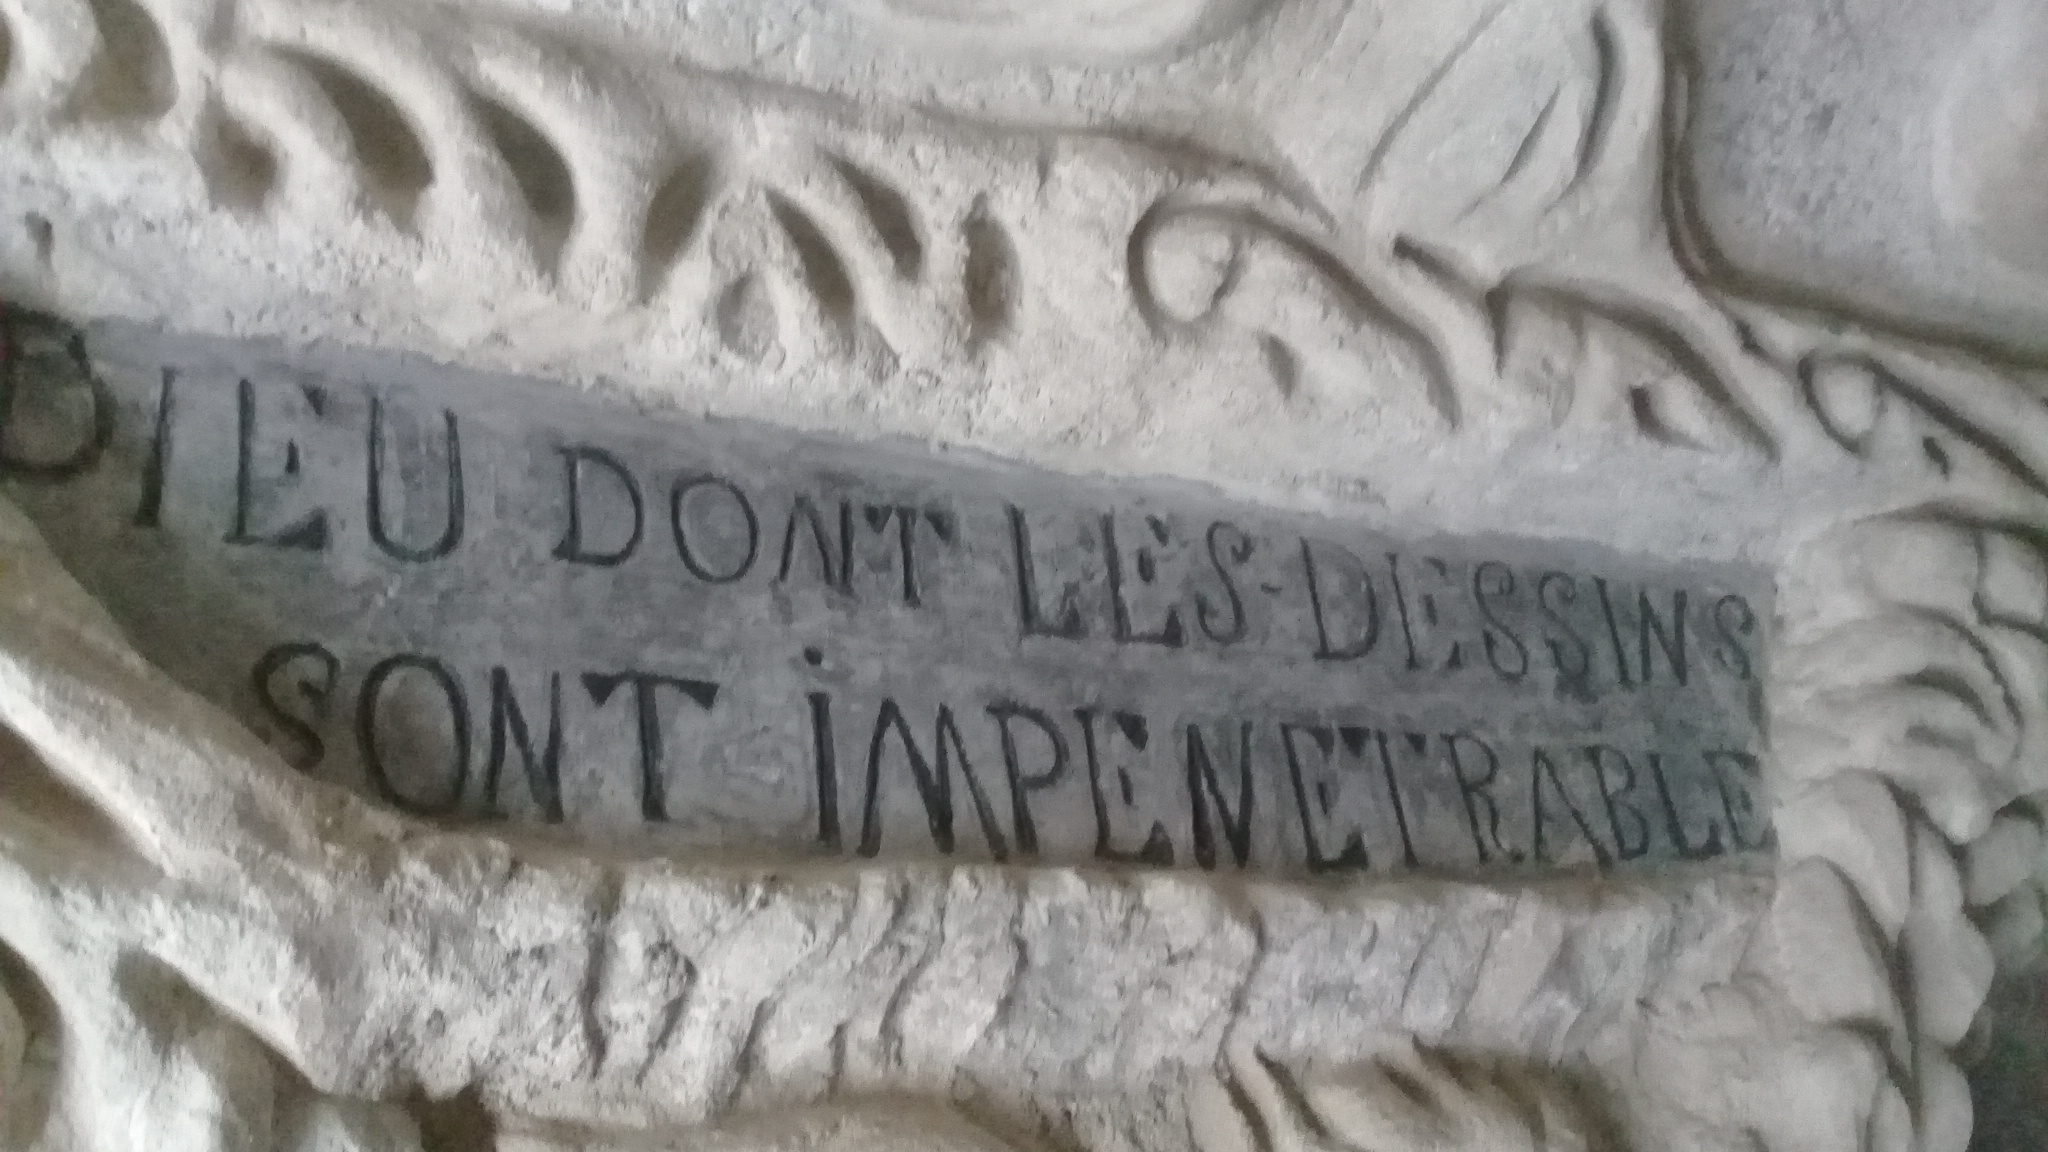 DIEU DONT LES-DESSINS
SONT iMPENETRABLE